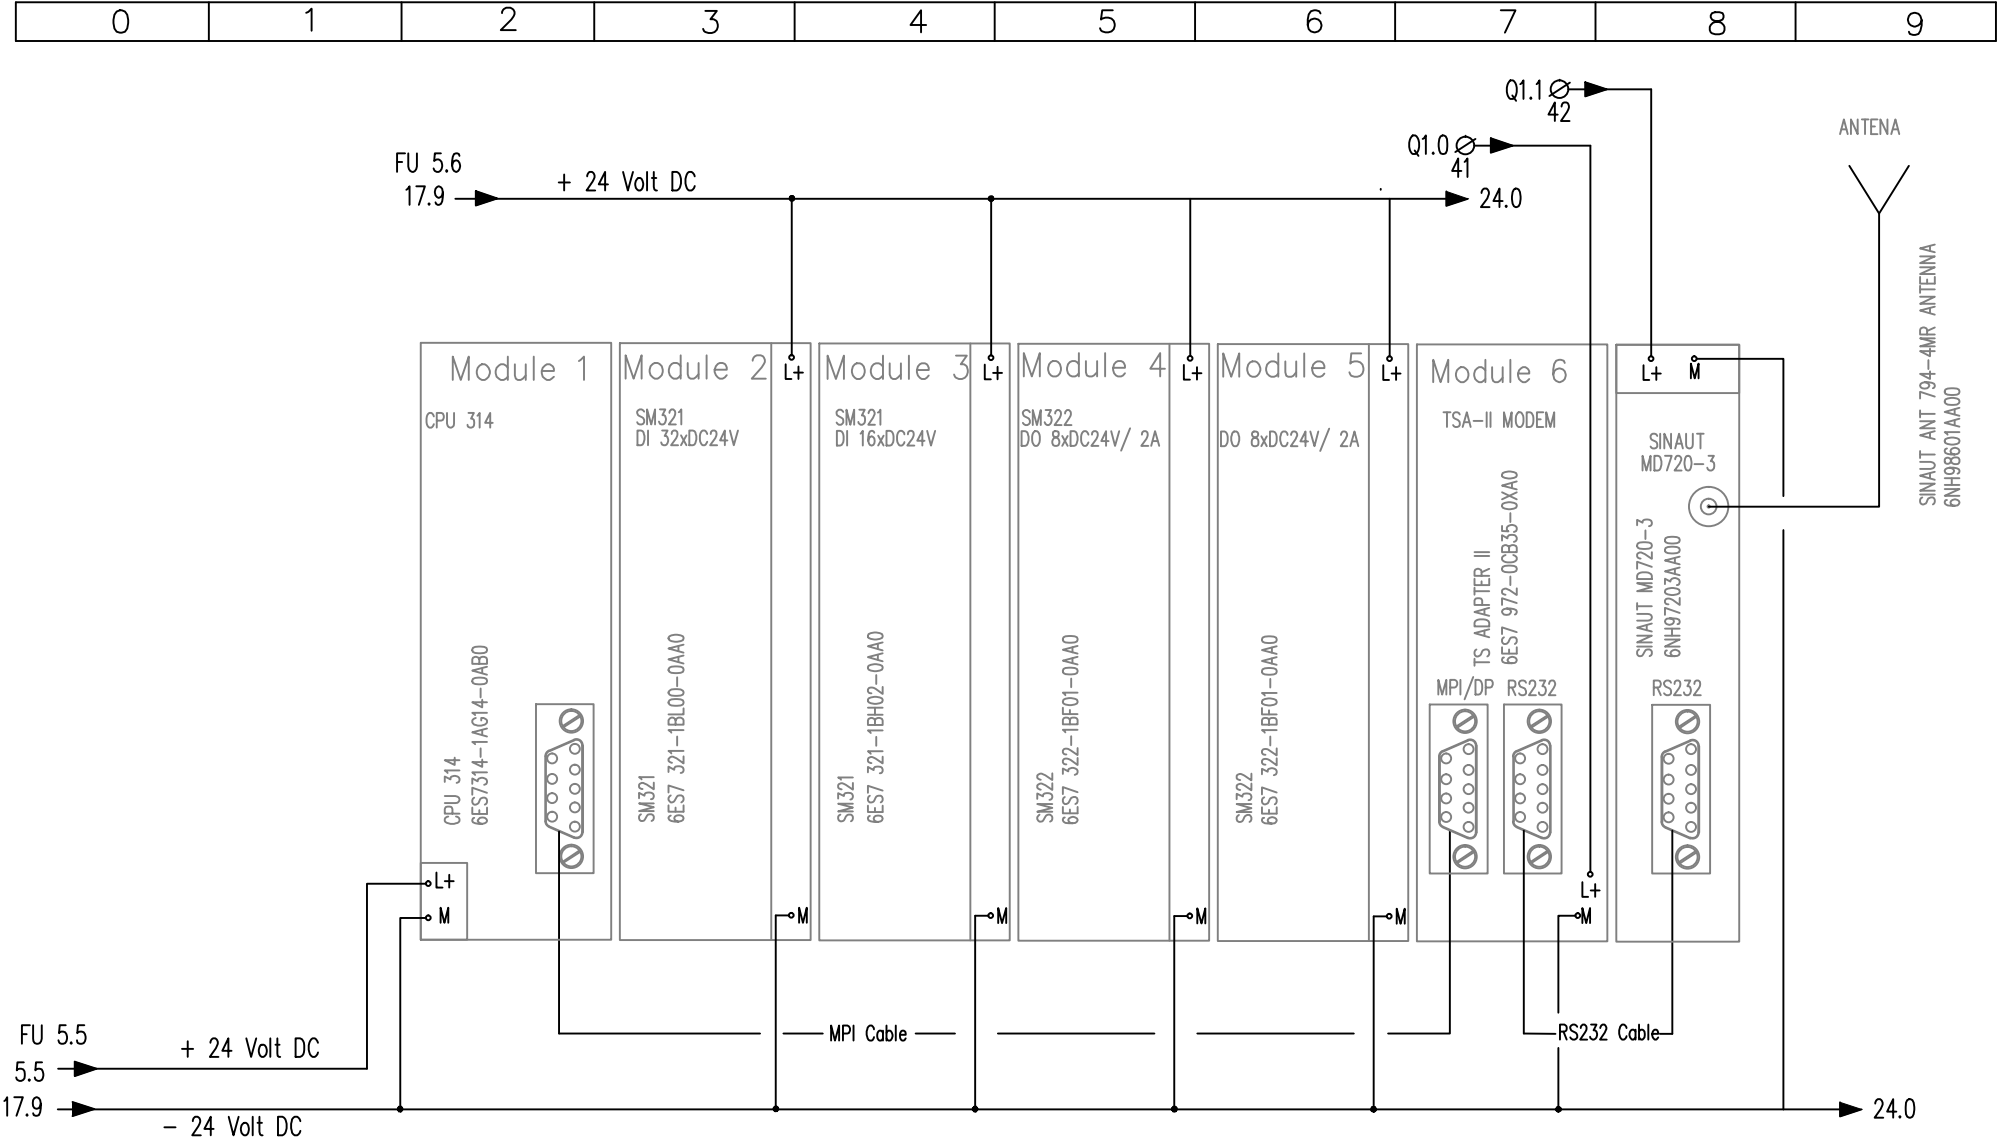 0 1 2 3 4 5 6 7 8 9
Q1.1
42
Q1.0
41
ANTENA
FU 5.6
17.9
+ 24 Volt DC
24.0
SINAUT ANT 794-4MR ANTENNA
6NH98601AA00
Module 1
CPU 314
CPU 314
6ES7314-1AG14-0AB0
L+
M
Module 2
L+
SM321
DI 32xDC24V
SM321
6ES7 321-1BL00-0AA0
M
Module 3
L+
SM321
DI 16xDC24V
SM321
6ES7 321-1BH02-0AA0
M
Module 4
L+
SM322
DO 8xDC24V/ 2A
SM322
6ES7 322-1BF01-0AA0
M
Module 5
L+
DO 8xDC24V/ 2A
SM322
6ES7 322-1BF01-0AA0
M
Module 6
TSA-II MODEM
TS ADAPTER II
6ES7 972-0CB35-0XA0
MPI/DP RS232
L+
M
L+ M
SINAUT
MD720-3
SINAUT MD720-3
6NH97203AA00
RS232
MPI Cable
RS232 Cable
FU 5.5
5.5
+ 24 Volt DC
17.9
- 24 Volt DC
24.0